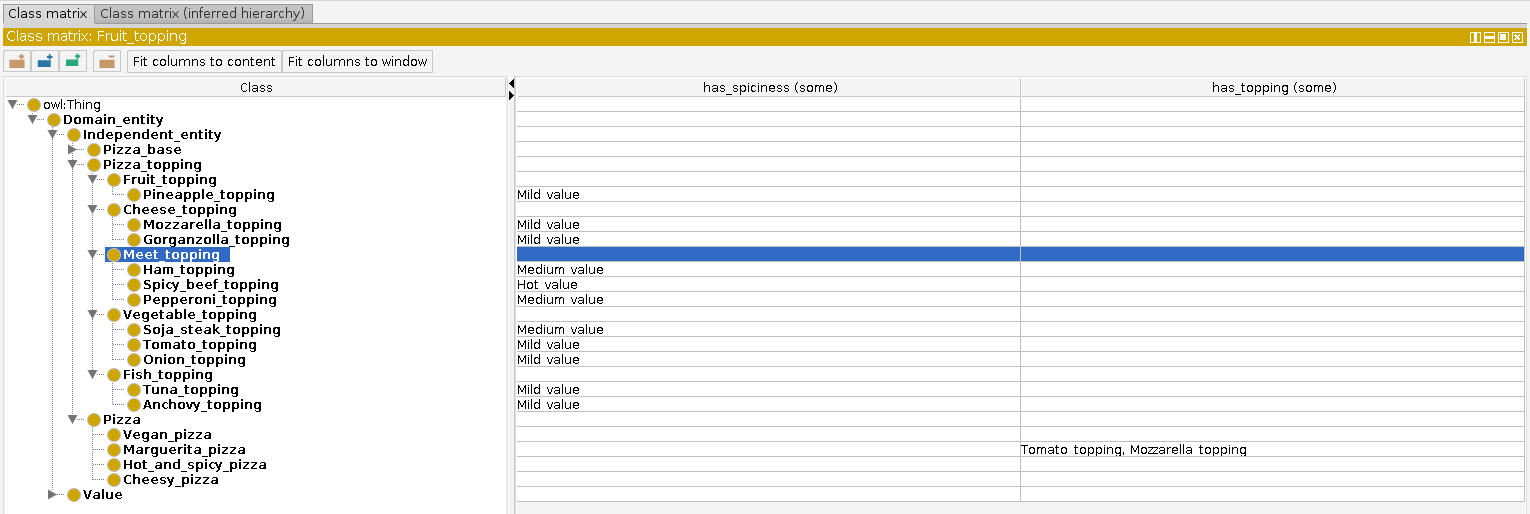 Class matrix Class matrix (inferred hierarchy)
Class matrix: Fruit_topping
Fit columns to content Fit columns to window
Class has_spiciness (some) has_topping (some)
owl:Thing
Domain_entity
Independent_entity
Pizza_base
Pizza_topping
Fruit_topping
Pineapple_topping Mild value
Cheese_topping
Mozzarella_topping Mild value
Gorganzolla_topping Mild value
Meet_topping
Ham_topping Medium value
Spicy_beef_topping Hot value
Pepperoni_topping Medium value
Vegetable_topping
Soja_steak_topping Medium value
Tomato_topping Mild value
Onion_topping Mild value
Fish_topping
Tuna_topping Mild value
Anchovy_topping Mild value
Pizza
Vegan_pizza
Marguerita_pizza Tomato topping, Mozzarella topping
Hot_and_spicy_pizza
Cheesy_pizza
Value